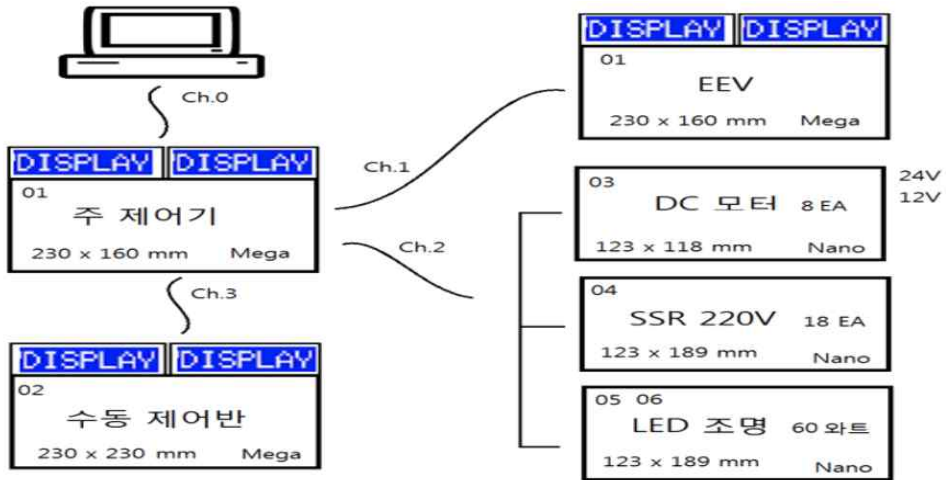 Ch.0
DISPLAY DISPLAY
01
주 제어기
230 x 160 mm Mega
Ch.3
DISPLAY DISPLAY
02
수동 제어반
230 x 230 mm Mega
Ch.1
Ch.2
DISPLAY DISPLAY
01
EEV
230 x 160 mm Mega
03
DC 모터 8 EA
123 x 118 mm Nano
24V
12V
04
SSR 220V 18 EA
123 x 189 mm Nano
05 06
LED 조명 60 와트
123 x 189 mm Nano